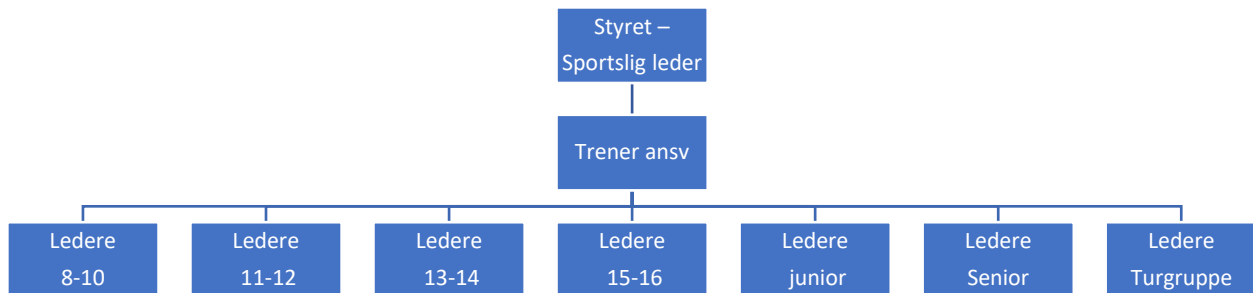 Styret –
Sportslig leder
Trener ansv
Ledere
8-10
Ledere
11-12
Ledere
13-14
Ledere
15-16
Ledere
junior
Ledere
Senior
Ledere
Turgruppe